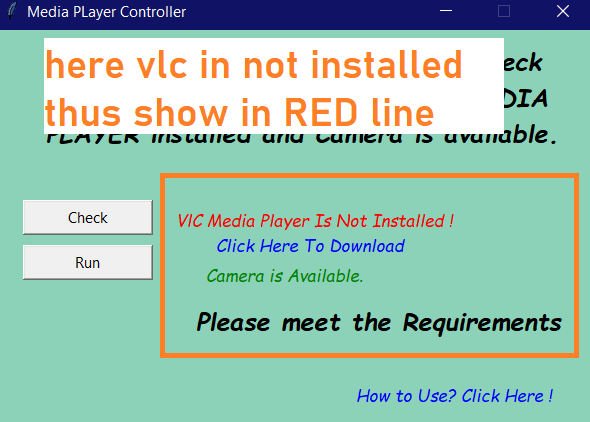 Media PLayer Controller
here vlc in not installed
eck
thus show in RED line
DIA
PLAYER installed and Camera is available.
Check
VlC Media Player Is Not Installed !
Click Here To Download
Run
Camera is Available.
Please meet the Requirements
How to Use? Click Here !